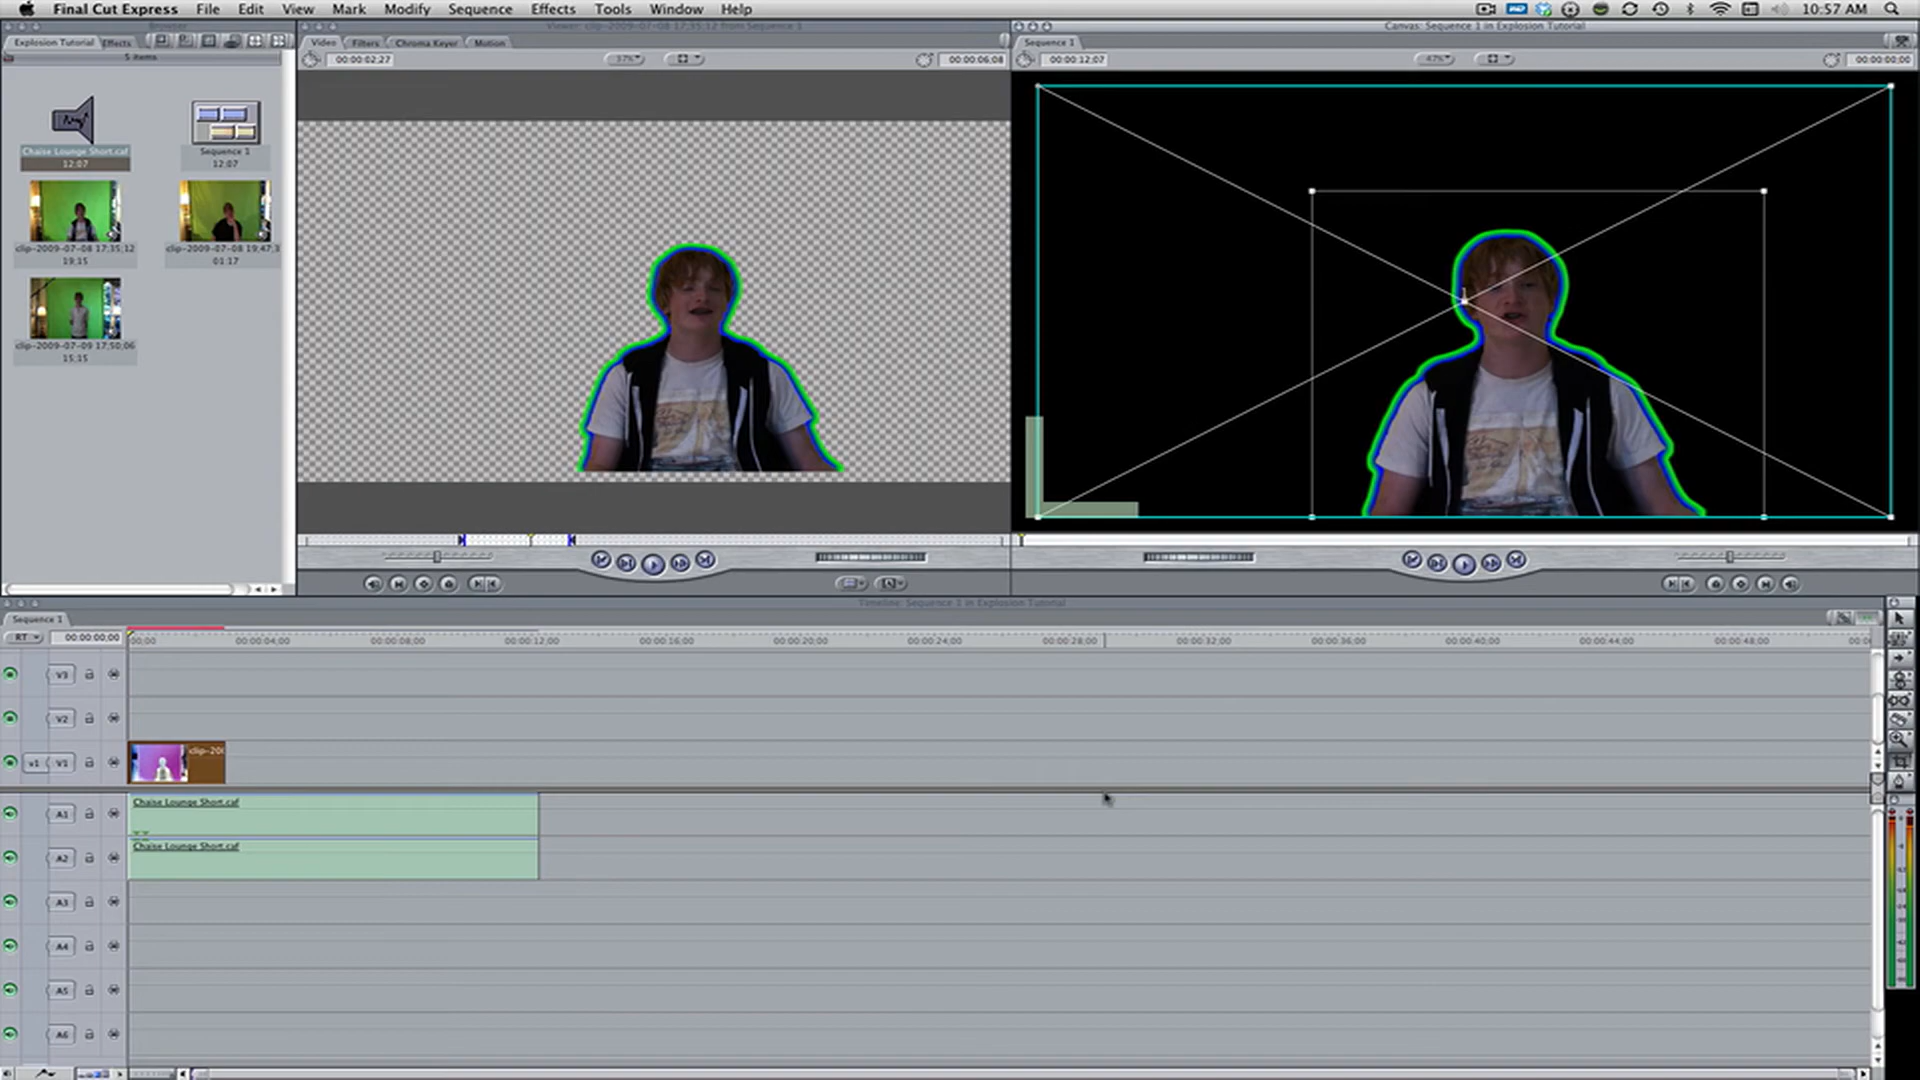 Final Cut Express File Edit View Mark Modify Sequence Effects Tools Window Help 10:57 AM
Viewer: clip-2009-07-08 17;35;12 from Sequence 1
Canvas: Sequence 1 in Explosion Tutorial
Browser
Explosion Tutorial Effects
Video Filters Chroma Keyer Motion
Sequence 1
5 items
00:00:02;27 37% 00:00:06;08
00:00:12;07 47% 00:00:00;00
Chaise Lounge Short.caf
12:07
Sequence 1
12:07
clip-2009-07-08 17;35;12
19;15
clip-2009-07-08 19;47;3
01:17
clip-2009-07-09 17;50;06
15;15
Timeline: Sequence 1 in Explosion Tutorial
Sequence 1
RT 00:00:00;00 00:00:04;00 00:00:08;00 00:00:12;00 00:00:16;00 00:00:20;00 00:00:24;00 00:00:28;00 00:00:32;00 00:00:36;00 00:00:40;00 00:00:44;00 00:00:48;00
V3
V2
v1 V1 clip-200
A1 Chaise Lounge Short.caf
A2 Chaise Lounge Short.caf
A3
A4
A5
A6